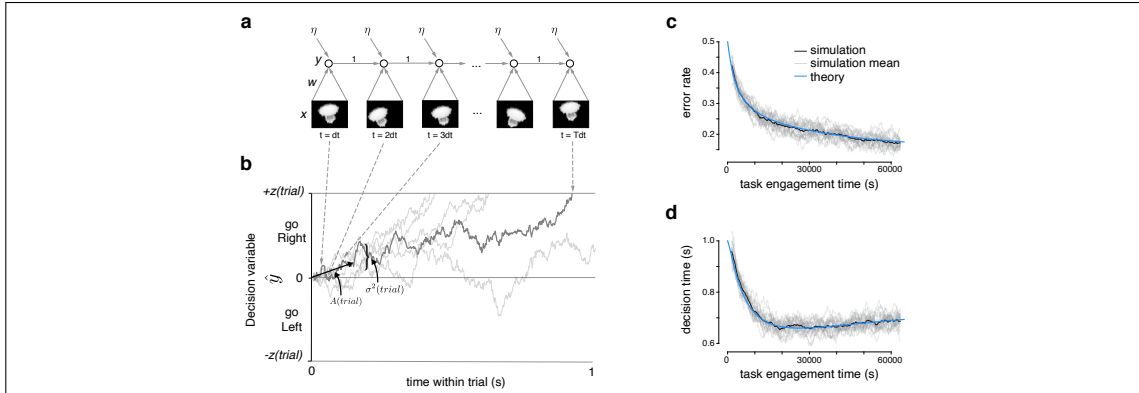 a
η η η η η
y 1 1 ... 1
w
x ...
t = dt t = 2dt t = 3dt t = Tdt
b
+z(trial)
go
Right
Decision variable
ŷ
0
A(trial)
σ²(trial)
go
Left
-z(trial)
0 1
time within trial (s)
c
0.5
0.4
0.3
0.2
error rate
simulation
simulation mean
theory
0 30000 60000
task engagement time (s)
d
1.0
0.8
0.6
decision time (s)
0 30000 60000
task engagement time (s)